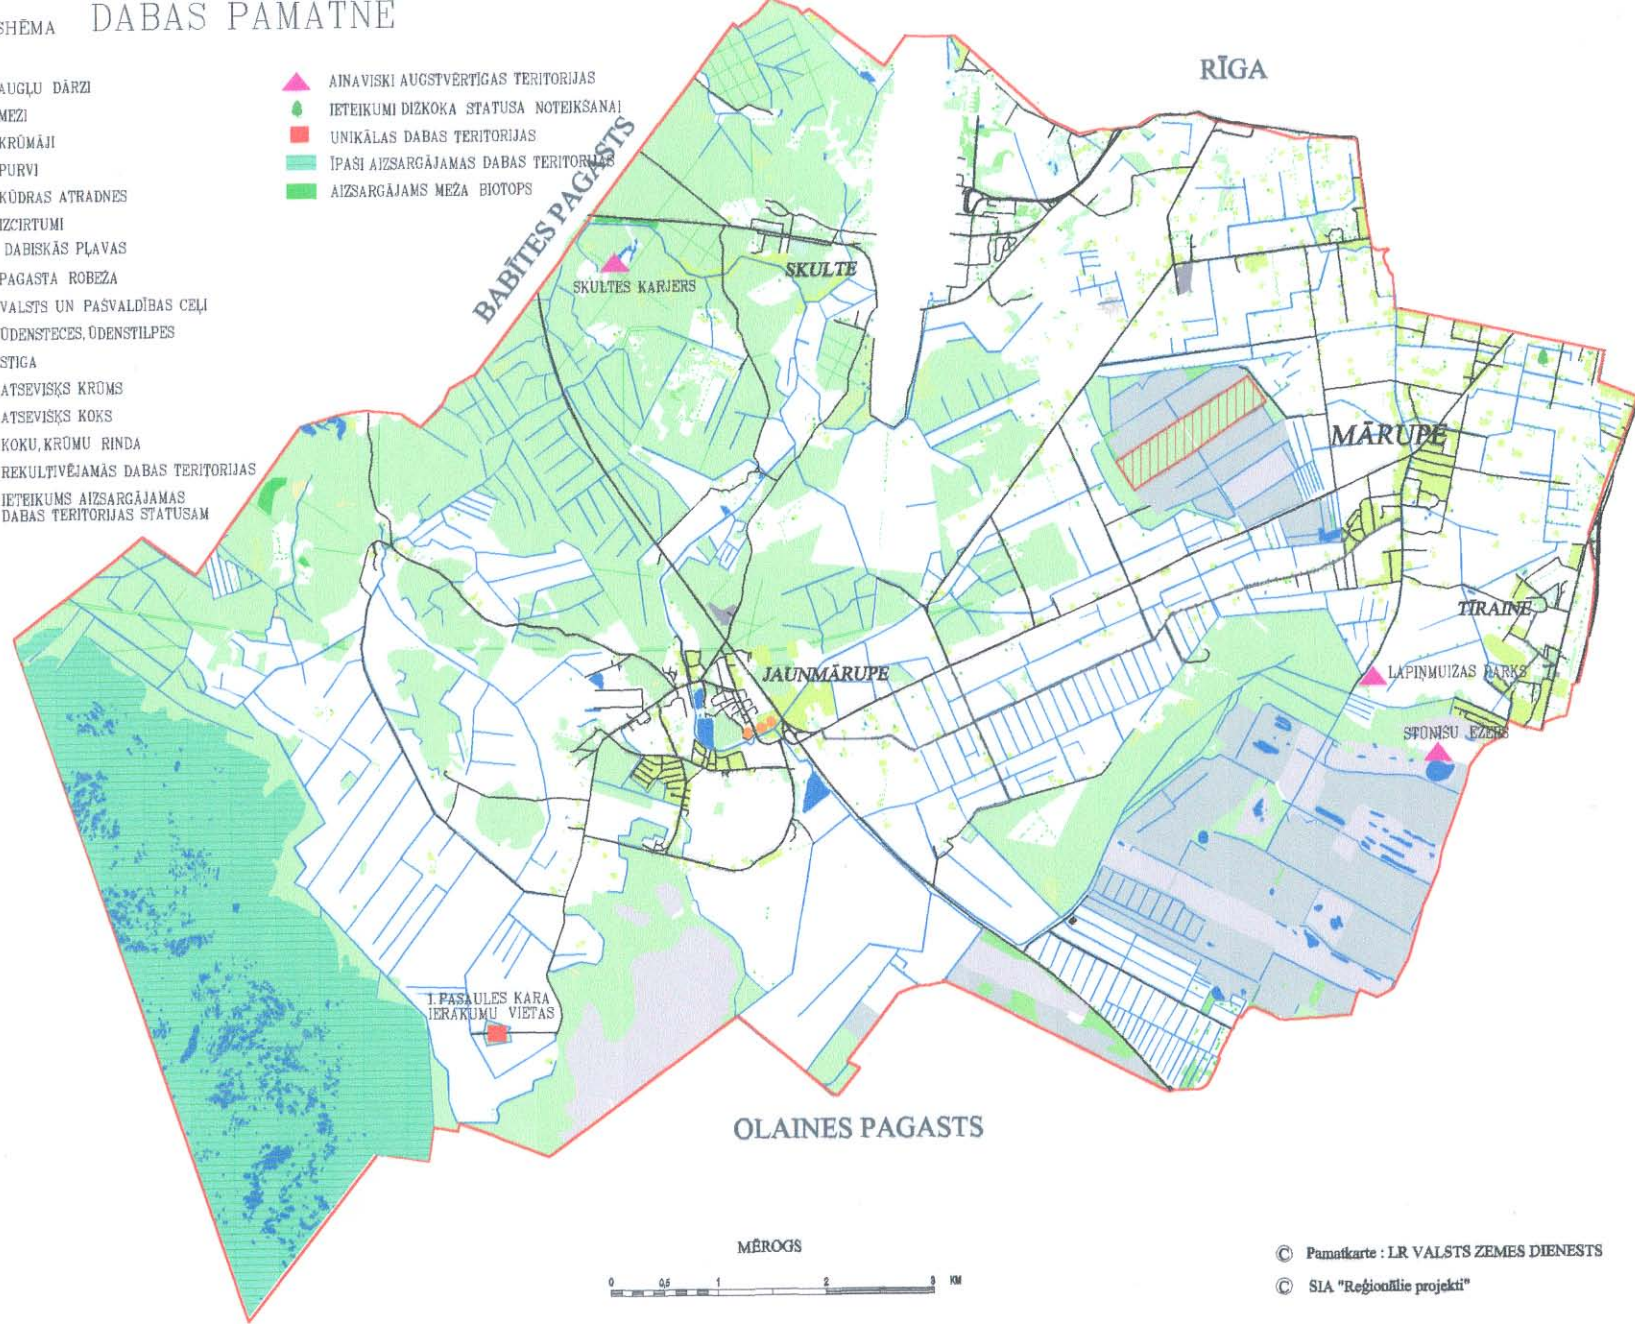 SHĒMA DABAS PAMATNE
AUGĻU DĀRZI
MEŽI
KRŪMĀJI
PURVI
KŪDRAS ATRADNES
IZCIRTUMI
DABISKĀS PĻAVAS
PAGASTA ROBEŽA
VALSTS UN PAŠVALDĪBAS CEĻI
ŪDENSTECES, ŪDENSTILPES
STIGA
ATSEVIŠĶS KRŪMS
ATSEVIŠĶS KOKS
KOKU, KRŪMU RINDA
REKULTIVĒJAMĀS DABAS TERITORIJAS
IETEIKUMS AIZSARGĀJAMAS
DABAS TERITORIJAS STATUSAM
AINAVISKI AUGSTVĒRTĪGAS TERITORIJAS
IETEIKUMI DIŽKOKA STATUSA NOTEIKŠANAI
UNIKĀLAS DABAS TERITORIJAS
ĪPAŠI AIZSARGĀJAMAS DABAS TERITORIJAS
AIZSARGĀJAMS MEŽA BIOTOPS
RĪGA
BABĪTES PAGASTS
SKULTE
SKULTES KARJERS
MĀRUPE
TĪRAINE
JAUNMĀRUPE
LAPIŅMUIŽAS PARKS
STŪNĪŠU EZERS
1. PASAULES KARA
IERAKUMU VIETAS
OLAINES PAGASTS
MĒROGS
0 0,5 1 2 3 KM
© Pamatkarte : LR VALSTS ZEMES DIENESTS
© SIA "Reģionālie projekti"